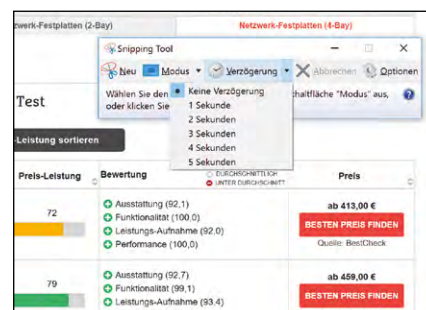 zwerk-Festplatten (2-Bay)
Netzwerk-Festplatten (4-Bay)
Snipping Tool
Neu
Modus
Verzögerung
Abbrechen
Optionen
Wählen Sie den
haltfläche "Modus" aus,
oder klicken Sie
Keine Verzögerung
1 Sekunde
2 Sekunden
3 Sekunden
4 Sekunden
5 Sekunden
Test
-Leistung sortieren
Preis-Leistung
Bewertung
DURCHSCHNITTLICH
UNTER DURCHSCHNITT
Preis
72
Ausstattung (92,1)
Funktionalität (100,0)
Leistungs-Aufnahme (92,0)
Performance (100,0)
ab 413,00 €
BESTEN PREIS FINDEN
Quelle: BestCheck
79
Ausstattung (92,7)
Funktionalität (99,1)
Leistungs-Aufnahme (93,4)
ab 459,00 €
BESTEN PREIS FINDEN